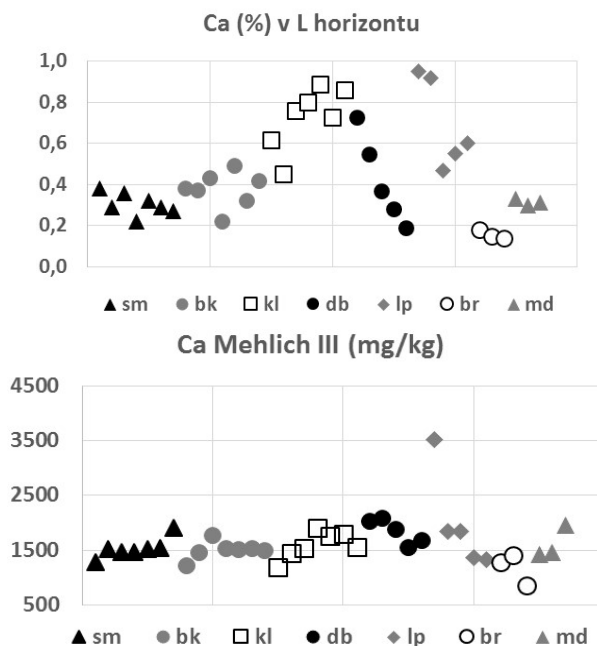 Ca (%) v L horizontu
1,0
0,8
0,6
0,4
0,2
0,0
sm bk kl db lp br md
Ca Mehlich III (mg/kg)
4500
3500
2500
1500
500
sm bk kl db lp br md